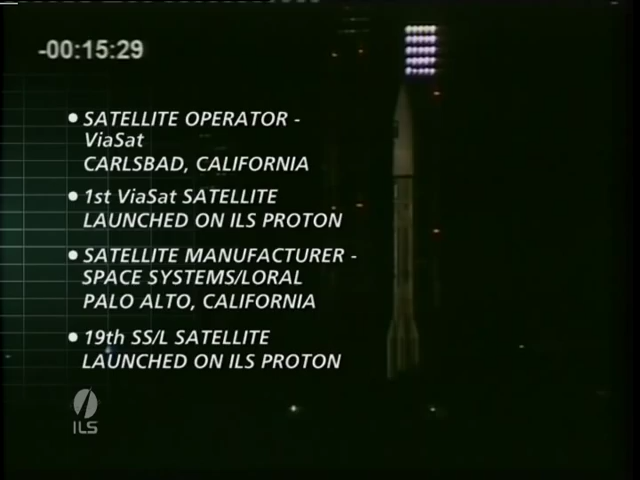 -00:15:29
• SATELLITE OPERATOR -
ViaSat
CARLSBAD, CALIFORNIA
• 1st ViaSat SATELLITE
LAUNCHED ON ILS PROTON
• SATELLITE MANUFACTURER -
SPACE SYSTEMS/LORAL
PALO ALTO, CALIFORNIA
• 19th SS/L SATELLITE
LAUNCHED ON ILS PROTON
ILS